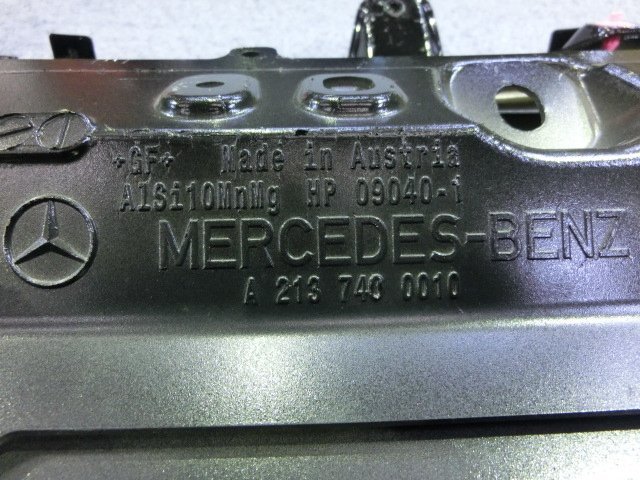 +GF+ Made in Austria
AlSi10MnMg HP 09040-1
MERCEDES-BENZ
A 213 740 0010